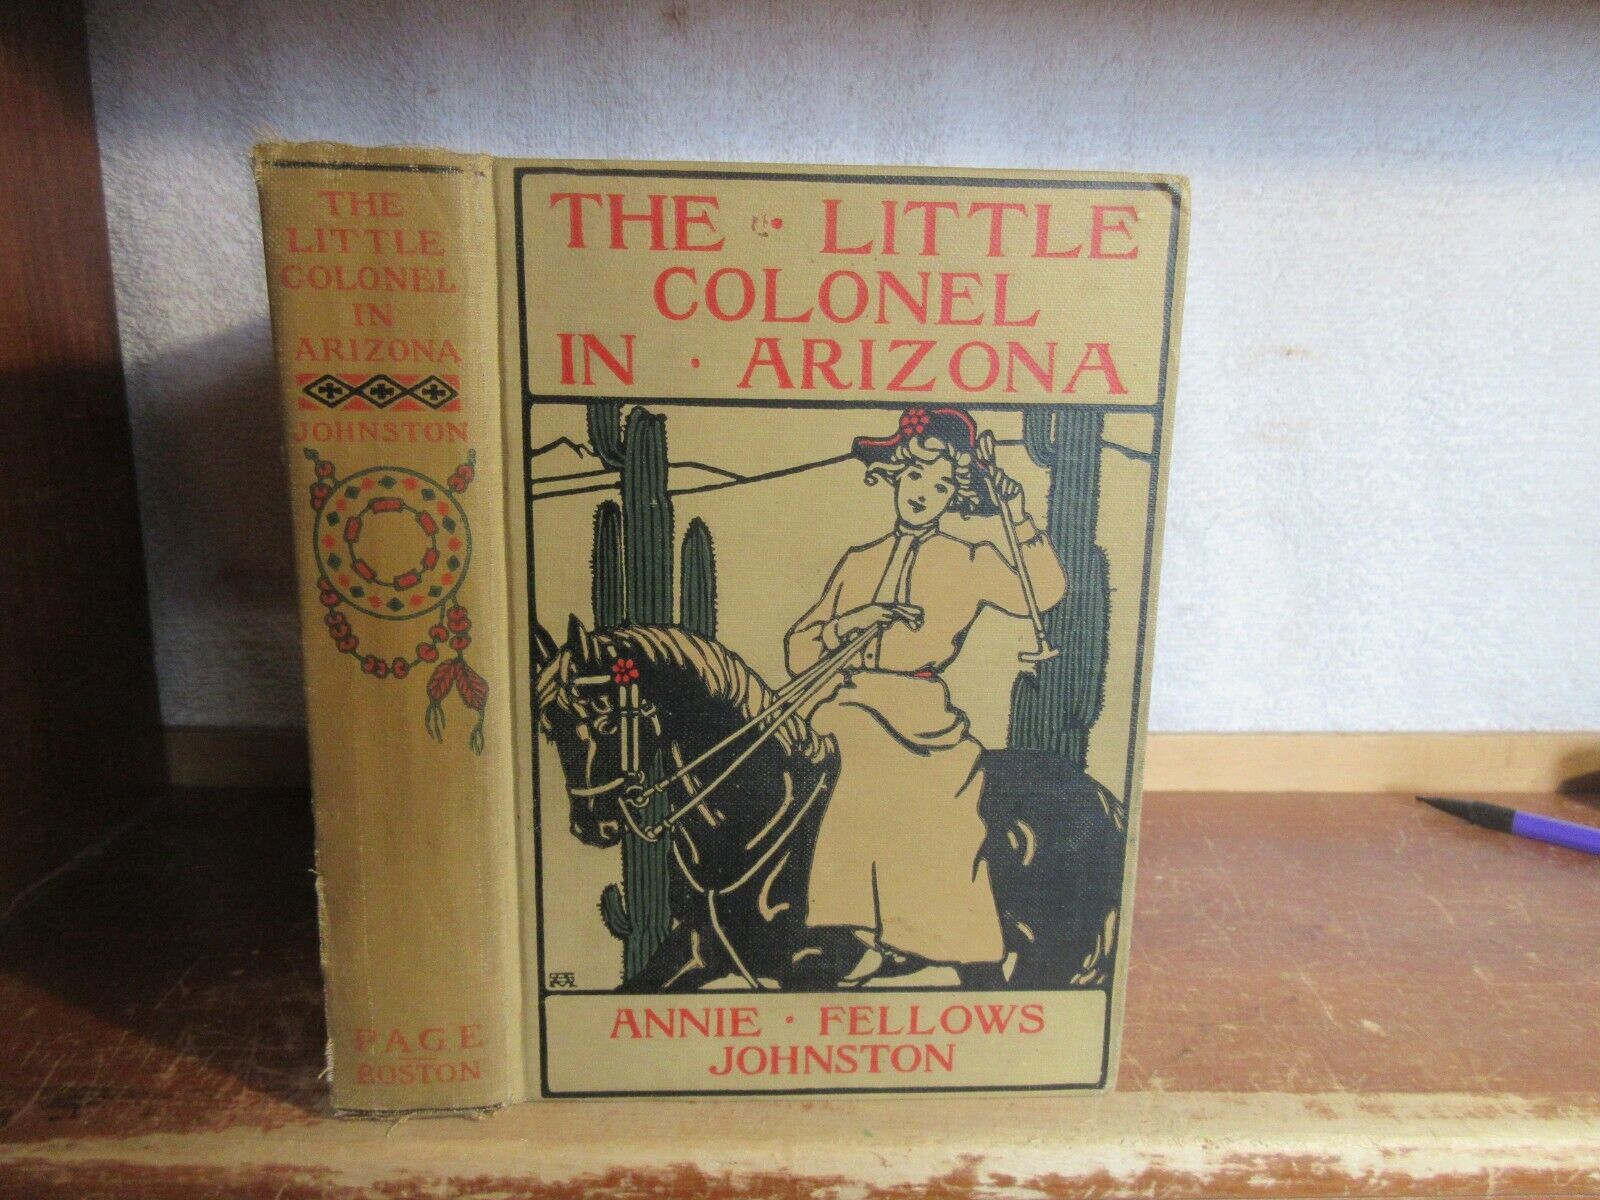 THE
LITTLE
COLONEL
IN
ARIZONA
JOHNSTON
PAGE
BOSTON
THE · LITTLE
COLONEL
IN · ARIZONA
ANNIE · FELLOWS
JOHNSTON